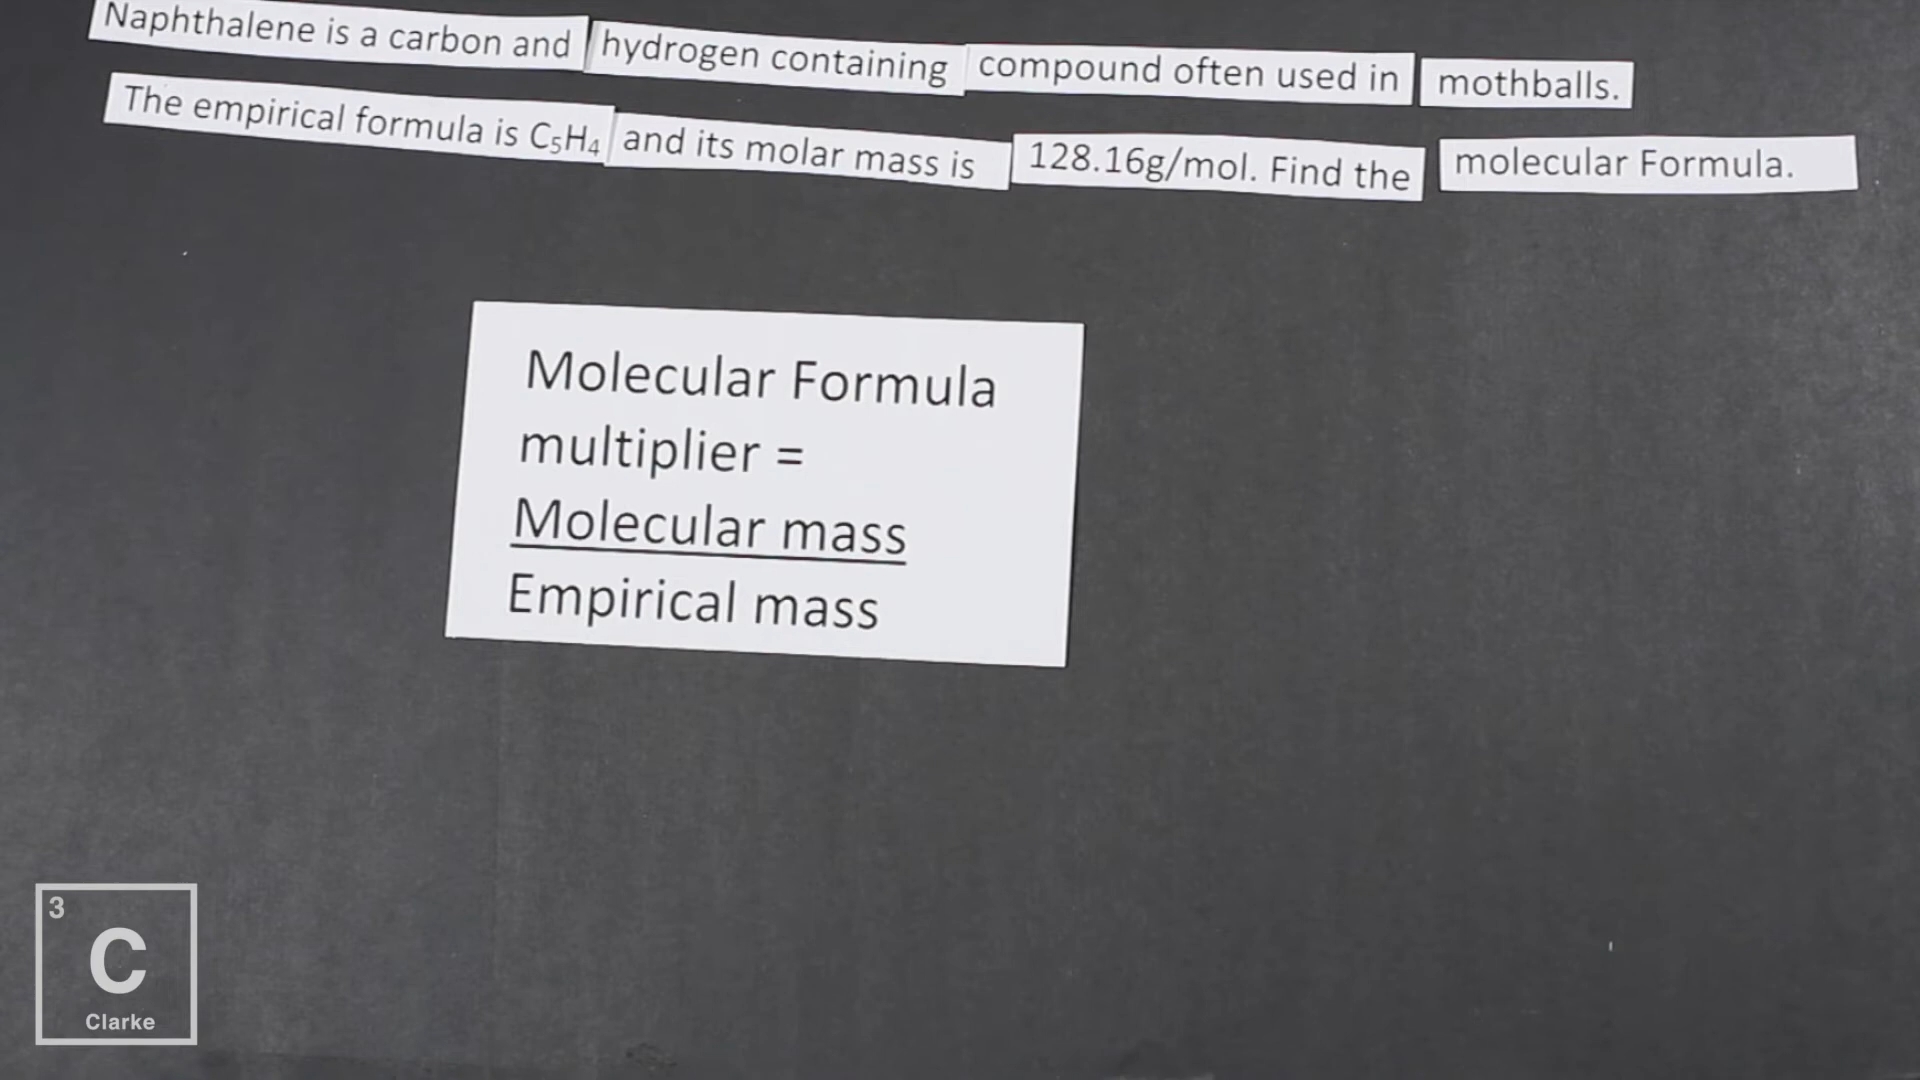 Naphthalene is a carbon and hydrogen containing compound often used in mothballs.
The empirical formula is C₅H₄ and its molar mass is 128.16g/mol. Find the molecular Formula.
Molecular Formula
multiplier =
Molecular mass
Empirical mass
3
C
Clarke